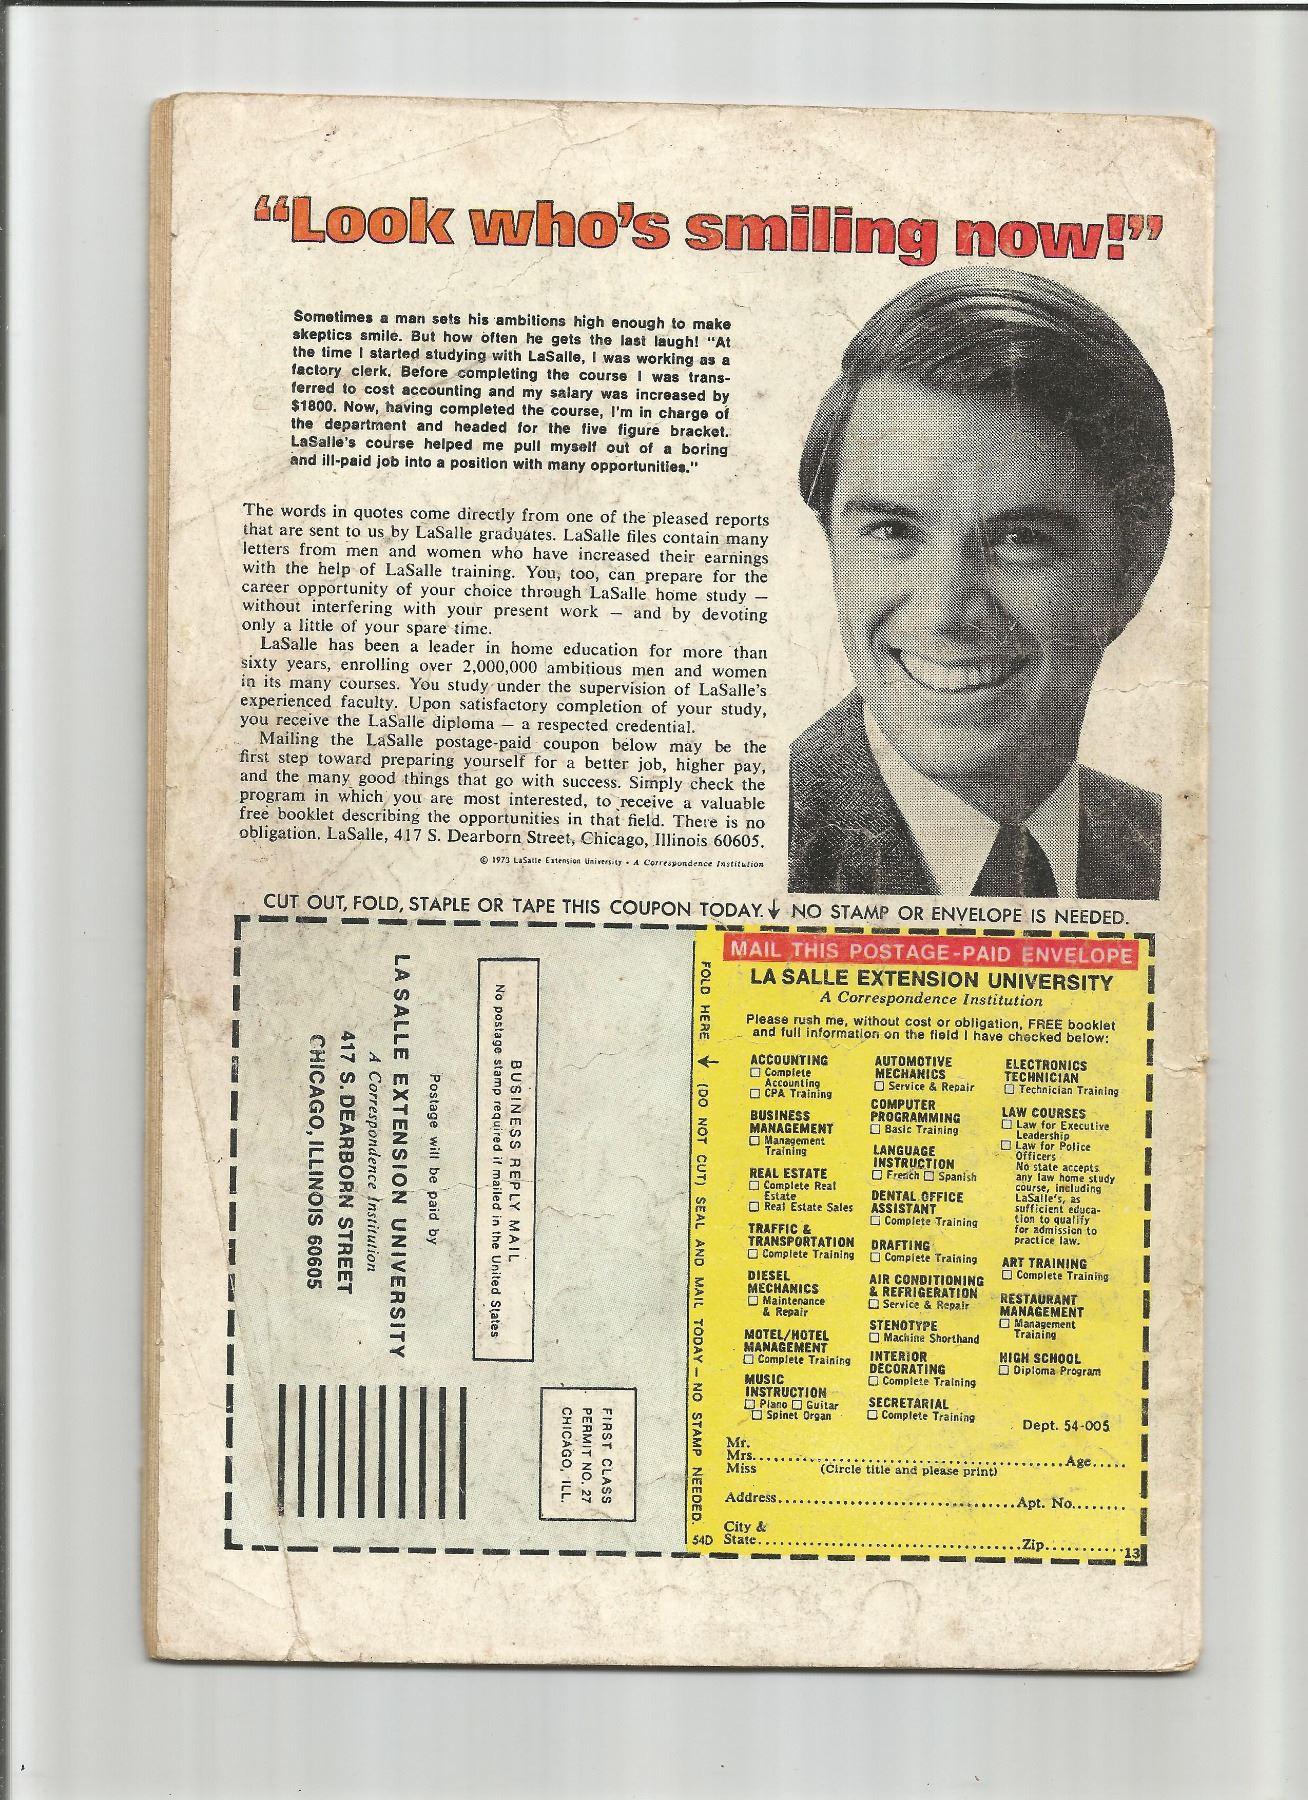 “Look who’s smiling now!”
Sometimes a man sets his ambitions high enough to make
skeptics smile. But how often he gets the last laugh! "At
the time I started studying with LaSalle, I was working as a
factory clerk. Before completing the course I was trans-
ferred to cost accounting and my salary was increased by
$1800. Now, having completed the course, I'm in charge of
the department and headed for the five figure bracket.
LaSalle's course helped me pull myself out of a boring
and ill-paid job into a position with many opportunities."
The words in quotes come directly from one of the pleased reports
that are sent to us by LaSalle graduates. LaSalle files contain many
letters from men and women who have increased their earnings
with the help of LaSalle training. You, too, can prepare for the
career opportunity of your choice through LaSalle home study —
without interfering with your present work — and by devoting
only a little of your spare time.
LaSalle has been a leader in home education for more than
sixty years, enrolling over 2,000,000 ambitious men and women
in its many courses. You study under the supervision of LaSalle's
experienced faculty. Upon satisfactory completion of your study,
you receive the LaSalle diploma — a respected credential.
Mailing the LaSalle postage-paid coupon below may be the
first step toward preparing yourself for a better job, higher pay,
and the many good things that go with success. Simply check the
program in which you are most interested, to receive a valuable
free booklet describing the opportunities in that field. There is no
obligation. LaSalle, 417 S. Dearborn Street, Chicago, Illinois 60605.
© 1973 LaSalle Extension University • A Correspondence Institution
CUT OUT, FOLD, STAPLE OR TAPE THIS COUPON TODAY. ↓ NO STAMP OR ENVELOPE IS NEEDED.
FIRST CLASS
PERMIT NO. 27
CHICAGO, ILL.
BUSINESS REPLY MAIL
No postage stamp required if mailed in the United States
Postage will be paid by
LA SALLE EXTENSION UNIVERSITY
A Correspondence Institution
417 S. DEARBORN STREET
CHICAGO, ILLINOIS 60605
FOLD HERE ← (DO NOT CUT) SEAL AND MAIL TODAY — NO STAMP NEEDED.
54D
MAIL THIS POSTAGE-PAID ENVELOPE
LA SALLE EXTENSION UNIVERSITY
A Correspondence Institution
Please rush me, without cost or obligation, FREE booklet
and full information on the field I have checked below:
ACCOUNTING
☐ Complete
Accounting
☐ CPA Training
BUSINESS
MANAGEMENT
☐ Management
Training
REAL ESTATE
☐ Complete Real
Estate
☐ Real Estate Sales
TRAFFIC &
TRANSPORTATION
☐ Complete Training
DIESEL
MECHANICS
☐ Maintenance
& Repair
MOTEL/HOTEL
MANAGEMENT
☐ Complete Training
MUSIC
INSTRUCTION
☐ Piano ☐ Guitar
☐ Spinet Organ
AUTOMOTIVE
MECHANICS
☐ Service & Repair
COMPUTER
PROGRAMMING
☐ Basic Training
LANGUAGE
INSTRUCTION
☐ French ☐ Spanish
DENTAL OFFICE
ASSISTANT
☐ Complete Training
DRAFTING
☐ Complete Training
AIR CONDITIONING
& REFRIGERATION
☐ Service & Repair
STENOTYPE
☐ Machine Shorthand
INTERIOR
DECORATING
☐ Complete Training
SECRETARIAL
☐ Complete Training
ELECTRONICS
TECHNICIAN
☐ Technician Training
LAW COURSES
☐ Law for Executive
Leadership
☐ Law for Police
Officers
No state accepts
any law home study
course, including
LaSalle's, as
sufficient educa-
tion to qualify
for admission to
practice law.
ART TRAINING
☐ Complete Training
RESTAURANT
MANAGEMENT
☐ Management
Training
HIGH SCHOOL
☐ Diploma Program
Dept. 54-005
Mr.
Mrs.......Age.....
Miss (Circle title and please print)
Address.......Apt. No.......
City &
State.......Zip.......
13